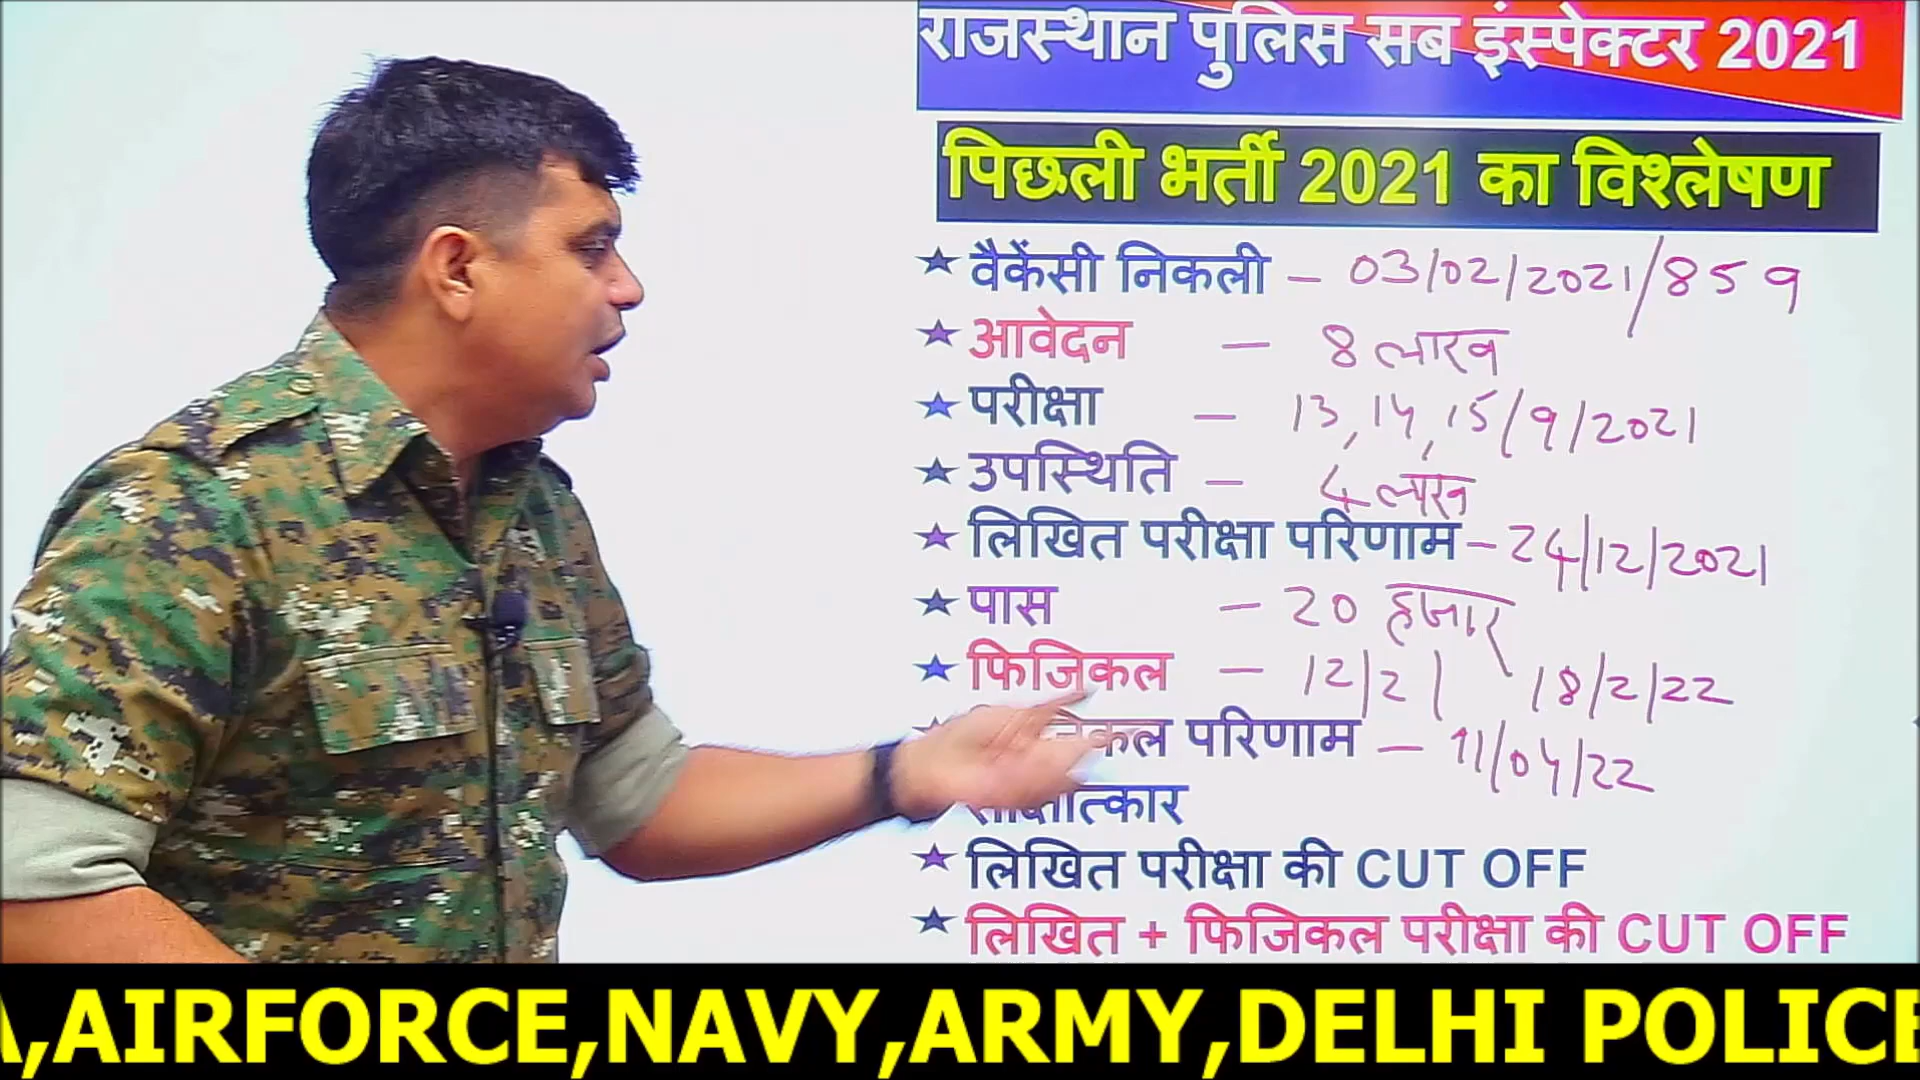 राजस्थान पुलिस सब इंस्पेक्टर 2021
पिछली भर्ती 2021 का विश्लेषण
★ वैकेंसी निकली – 03/02/2021/859
★ आवेदन – 8 लाख
★ परीक्षा – 13,14,15/9/2021
★ उपस्थिति – 4 लाख
★ लिखित परीक्षा परिणाम – 24/12/2021
★ पास – 20 हजार
★ फिजिकल – 12/2/ 18/2/22
परिणाम – 11/04/22
★ लिखित परीक्षा की CUT OFF
★ लिखित + फिजिकल परीक्षा की CUT OFF
,AIRFORCE,NAVY,ARMY,DELHI POLICE